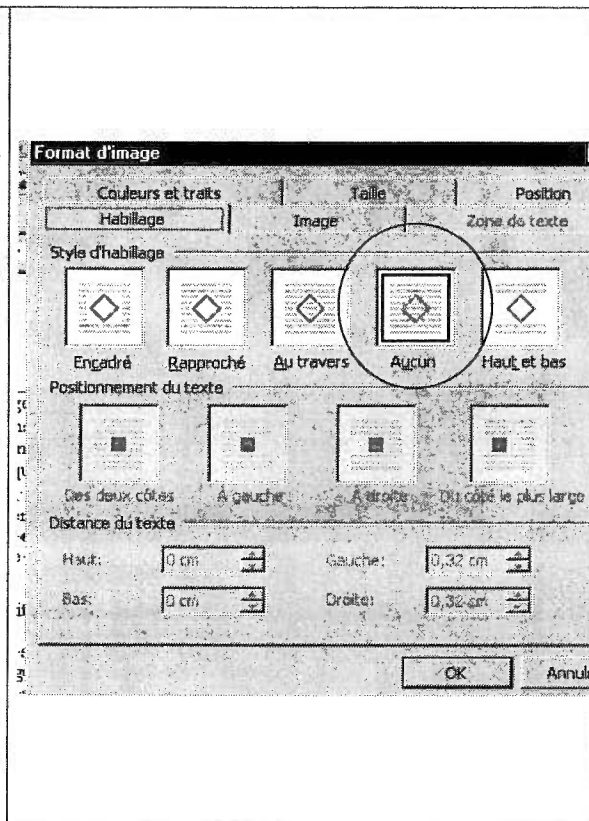 Format d'image
Couleurs et traits Taille Position
Habillage Image Zone de texte
Style d'habillage
Encadré Rapproché Au travers Aucun Haut et bas
Positionnement du texte
Des deux côtés A gauche A droite Du côté le plus large
Distance du texte
Haut: 0 cm Gauche: 0,32 cm
Bas: 0 cm Droite: 0,32 cm
OK Annul